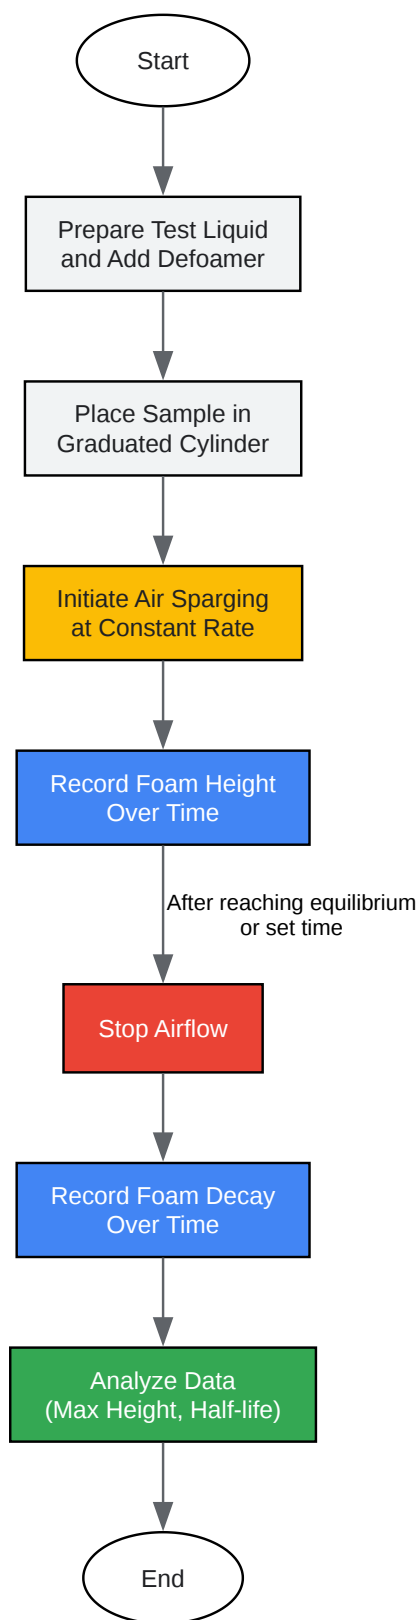 Start
Prepare Test Liquid
and Add Defoamer
Place Sample in
Graduated Cylinder
Initiate Air Sparging
at Constant Rate
Record Foam Height
Over Time
After reaching equilibrium
or set time
Stop Airflow
Record Foam Decay
Over Time
Analyze Data
(Max Height, Half-life)
End